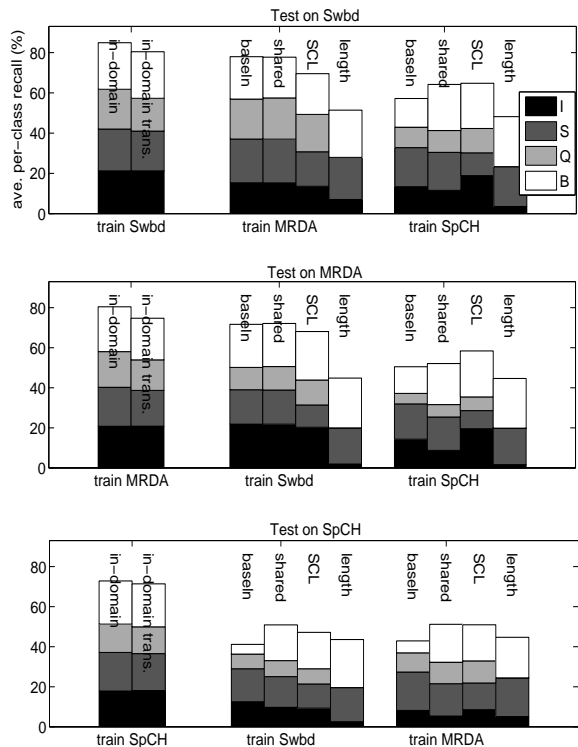 Test on Swbd
ave. per-class recall (%)
80
60
40
20
0
in-domain
in-domain trans.
baseln
shared
SCL
length
baseln
shared
SCL
length
I
S
Q
B
train Swbd
train MRDA
train SpCH
Test on MRDA
80
60
40
20
0
in-domain
in-domain trans.
baseln
shared
SCL
length
baseln
shared
SCL
length
train MRDA
train Swbd
train SpCH
Test on SpCH
80
60
40
20
0
in-domain
in-domain trans.
baseln
shared
SCL
length
baseln
shared
SCL
length
train SpCH
train Swbd
train MRDA